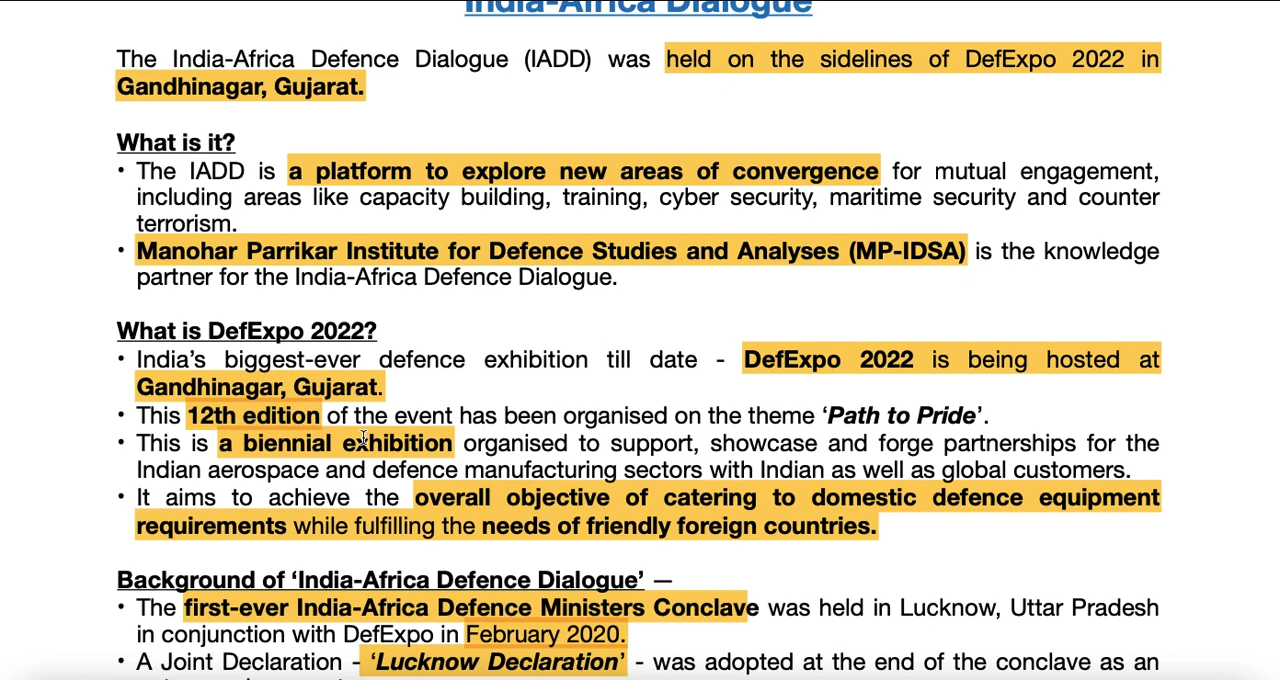 India-Africa Dialogue
The India-Africa Defence Dialogue (IADD) was held on the sidelines of DefExpo 2022 in
Gandhinagar, Gujarat.
What is it?
• The IADD is a platform to explore new areas of convergence for mutual engagement,
including areas like capacity building, training, cyber security, maritime security and counter
terrorism.
• Manohar Parrikar Institute for Defence Studies and Analyses (MP-IDSA) is the knowledge
partner for the India-Africa Defence Dialogue.
What is DefExpo 2022?
• India’s biggest-ever defence exhibition till date - DefExpo 2022 is being hosted at
Gandhinagar, Gujarat.
• This 12th edition of the event has been organised on the theme ‘Path to Pride’.
• This is a biennial exhibition organised to support, showcase and forge partnerships for the
Indian aerospace and defence manufacturing sectors with Indian as well as global customers.
• It aims to achieve the overall objective of catering to domestic defence equipment
requirements while fulfilling the needs of friendly foreign countries.
Background of ‘India-Africa Defence Dialogue’ —
• The first-ever India-Africa Defence Ministers Conclave was held in Lucknow, Uttar Pradesh
in conjunction with DefExpo in February 2020.
• A Joint Declaration - ‘Lucknow Declaration’ - was adopted at the end of the conclave as an